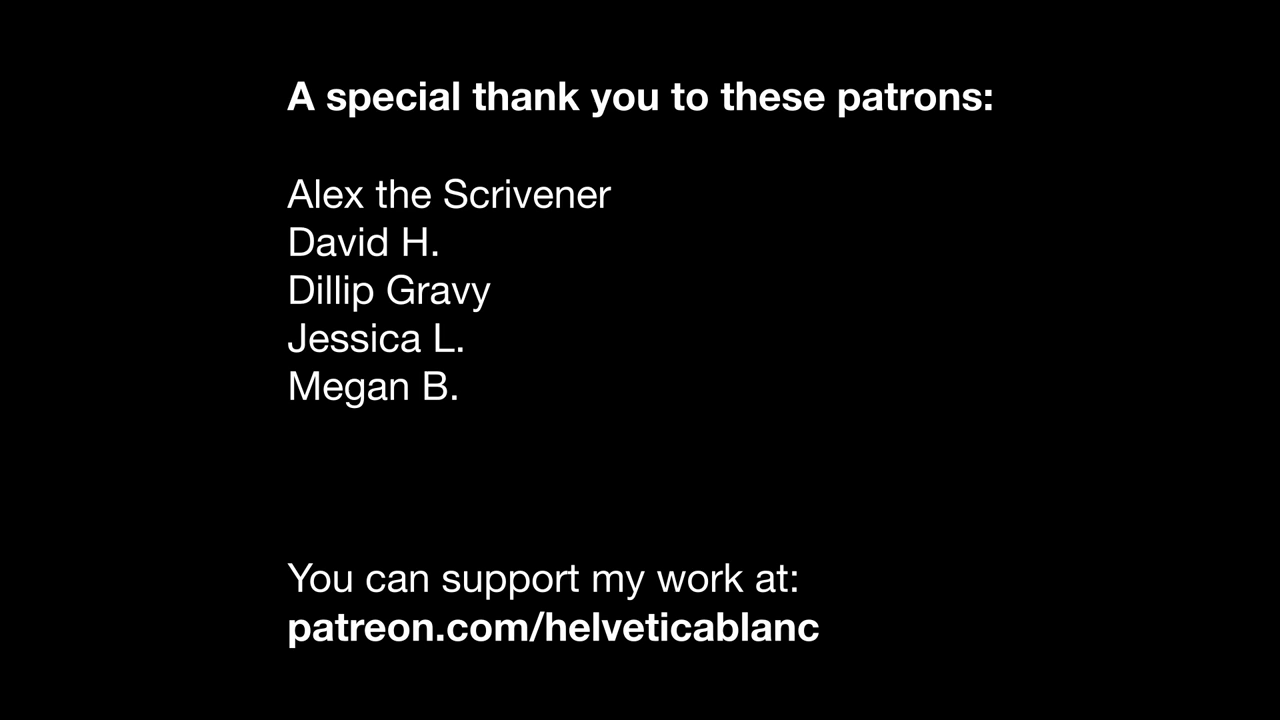 A special thank you to these patrons:
Alex the Scrivener
David H.
Dillip Gravy
Jessica L.
Megan B.
You can support my work at:
patreon.com/helveticablanc